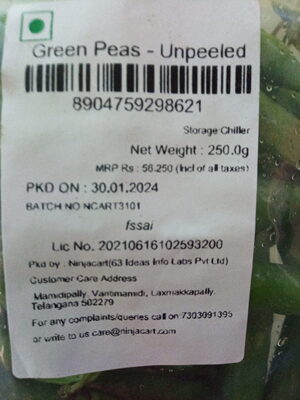 Green Peas - Unpeeled
8904759298621
Storage:Chiller
Net Weight : 250.0g
MRP Rs : 56.250 (Incl of all taxes)
PKD ON : 30.01.2024
BATCH NO NCART3101
fssai
Lic No. 20210616102593200
Pkd by : Ninjacart(63 Ideas Info Labs Pvt Ltd)
Customer Care Address
Mamidipally, Vantimamidi, Laxmakkapally,
Telangana 502279
For any complaints/queries call on:7303091395
or write to us care@ninjacart.com